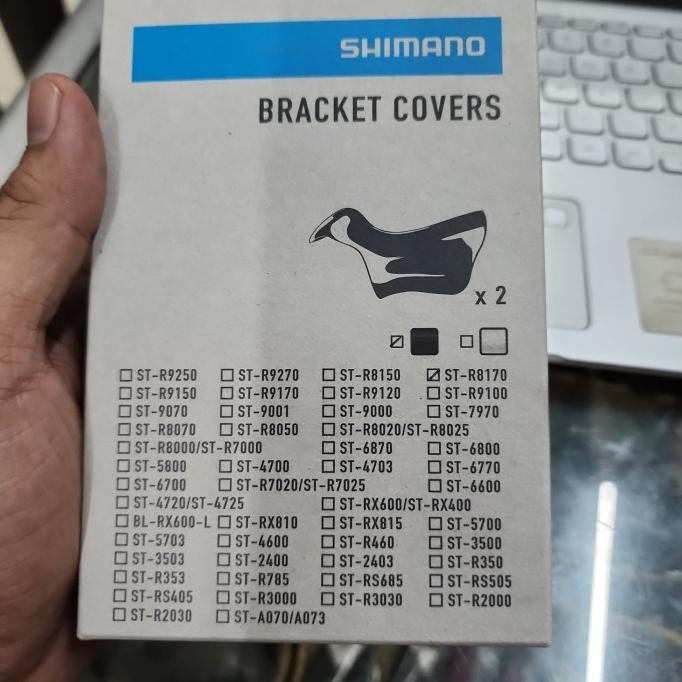 SHIMANO
BRACKET COVERS
x 2
☐ ST-R9250 ☐ ST-R9270 ☐ ST-R8150 ☑ ST-R8170
☐ ST-R9150 ☐ ST-R9170 ☐ ST-R9120 ☐ ST-R9100
☐ ST-9070 ☐ ST-9001 ☐ ST-9000 ☐ ST-7970
☐ ST-R8070 ☐ ST-R8050 ☐ ST-R8020/ST-R8025
☐ ST-R8000/ST-R7000 ☐ ST-6870 ☐ ST-6800
☐ ST-5800 ☐ ST-4700 ☐ ST-4703 ☐ ST-6770
☐ ST-6700 ☐ ST-R7020/ST-R7025 ☐ ST-6600
☐ ST-4720/ST-4725 ☐ ST-RX600/ST-RX400
☐ BL-RX600-L ☐ ST-RX810 ☐ ST-RX815 ☐ ST-5700
☐ ST-5703 ☐ ST-4600 ☐ ST-R460 ☐ ST-3500
☐ ST-3503 ☐ ST-2400 ☐ ST-2403 ☐ ST-R350
☐ ST-R353 ☐ ST-R785 ☐ ST-RS685 ☐ ST-RS505
☐ ST-RS405 ☐ ST-R3000 ☐ ST-R3030 ☐ ST-R2000
☐ ST-R2030 ☐ ST-A070/A073